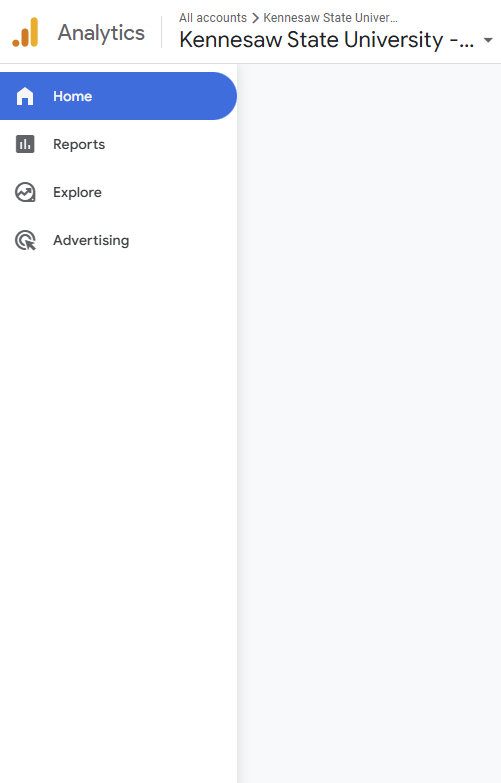 Analytics
All accounts > Kennesaw State Univer...
Kennesaw State University -...
Home
Reports
Explore
Advertising